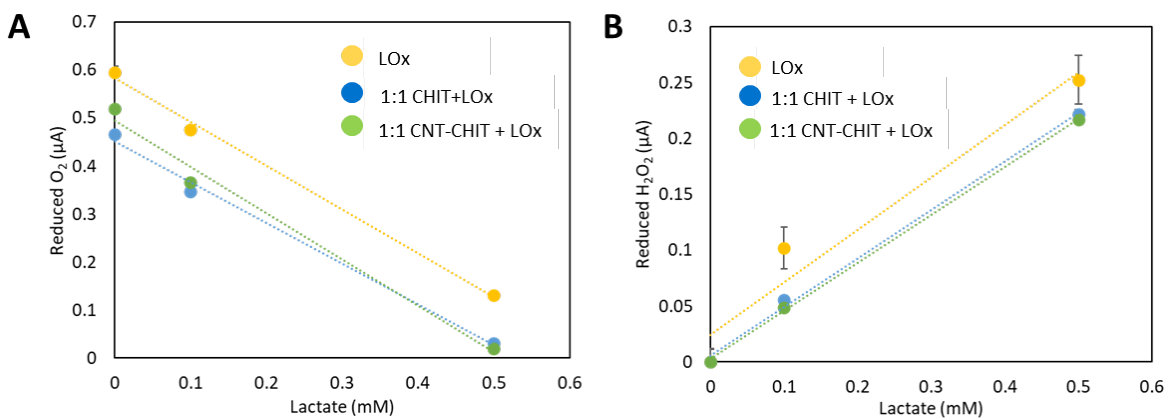 A
Reduced O2 (µA)
0.7
0.6
0.5
0.4
0.3
0.2
0.1
0
LOx
1:1 CHIT+LOx
1:1 CNT-CHIT + LOx
0 0.1 0.2 0.3 0.4 0.5 0.6
Lactate (mM)
B
Reduced H2O2 (µA)
0.3
0.25
0.2
0.15
0.1
0.05
0
LOx
1:1 CHIT + LOx
1:1 CNT-CHIT + LOx
0 0.1 0.2 0.3 0.4 0.5 0.6
Lactate (mM)